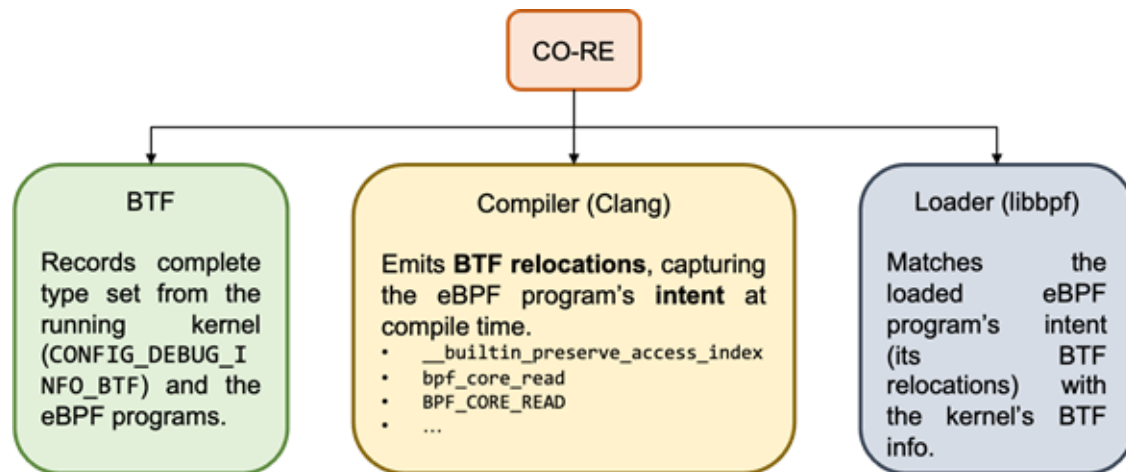 CO-RE
BTF
Records complete
type set from the
running kernel
(CONFIG_DEBUG_I
NFO_BTF) and the
eBPF programs.
Compiler (Clang)
Emits BTF relocations, capturing
the eBPF program's intent at
compile time.
• __builtin_preserve_access_index
• bpf_core_read
• BPF_CORE_READ
• ...
Loader (libbpf)
Matches the
loaded eBPF
program's intent
(its BTF
relocations) with
the kernel's BTF
info.